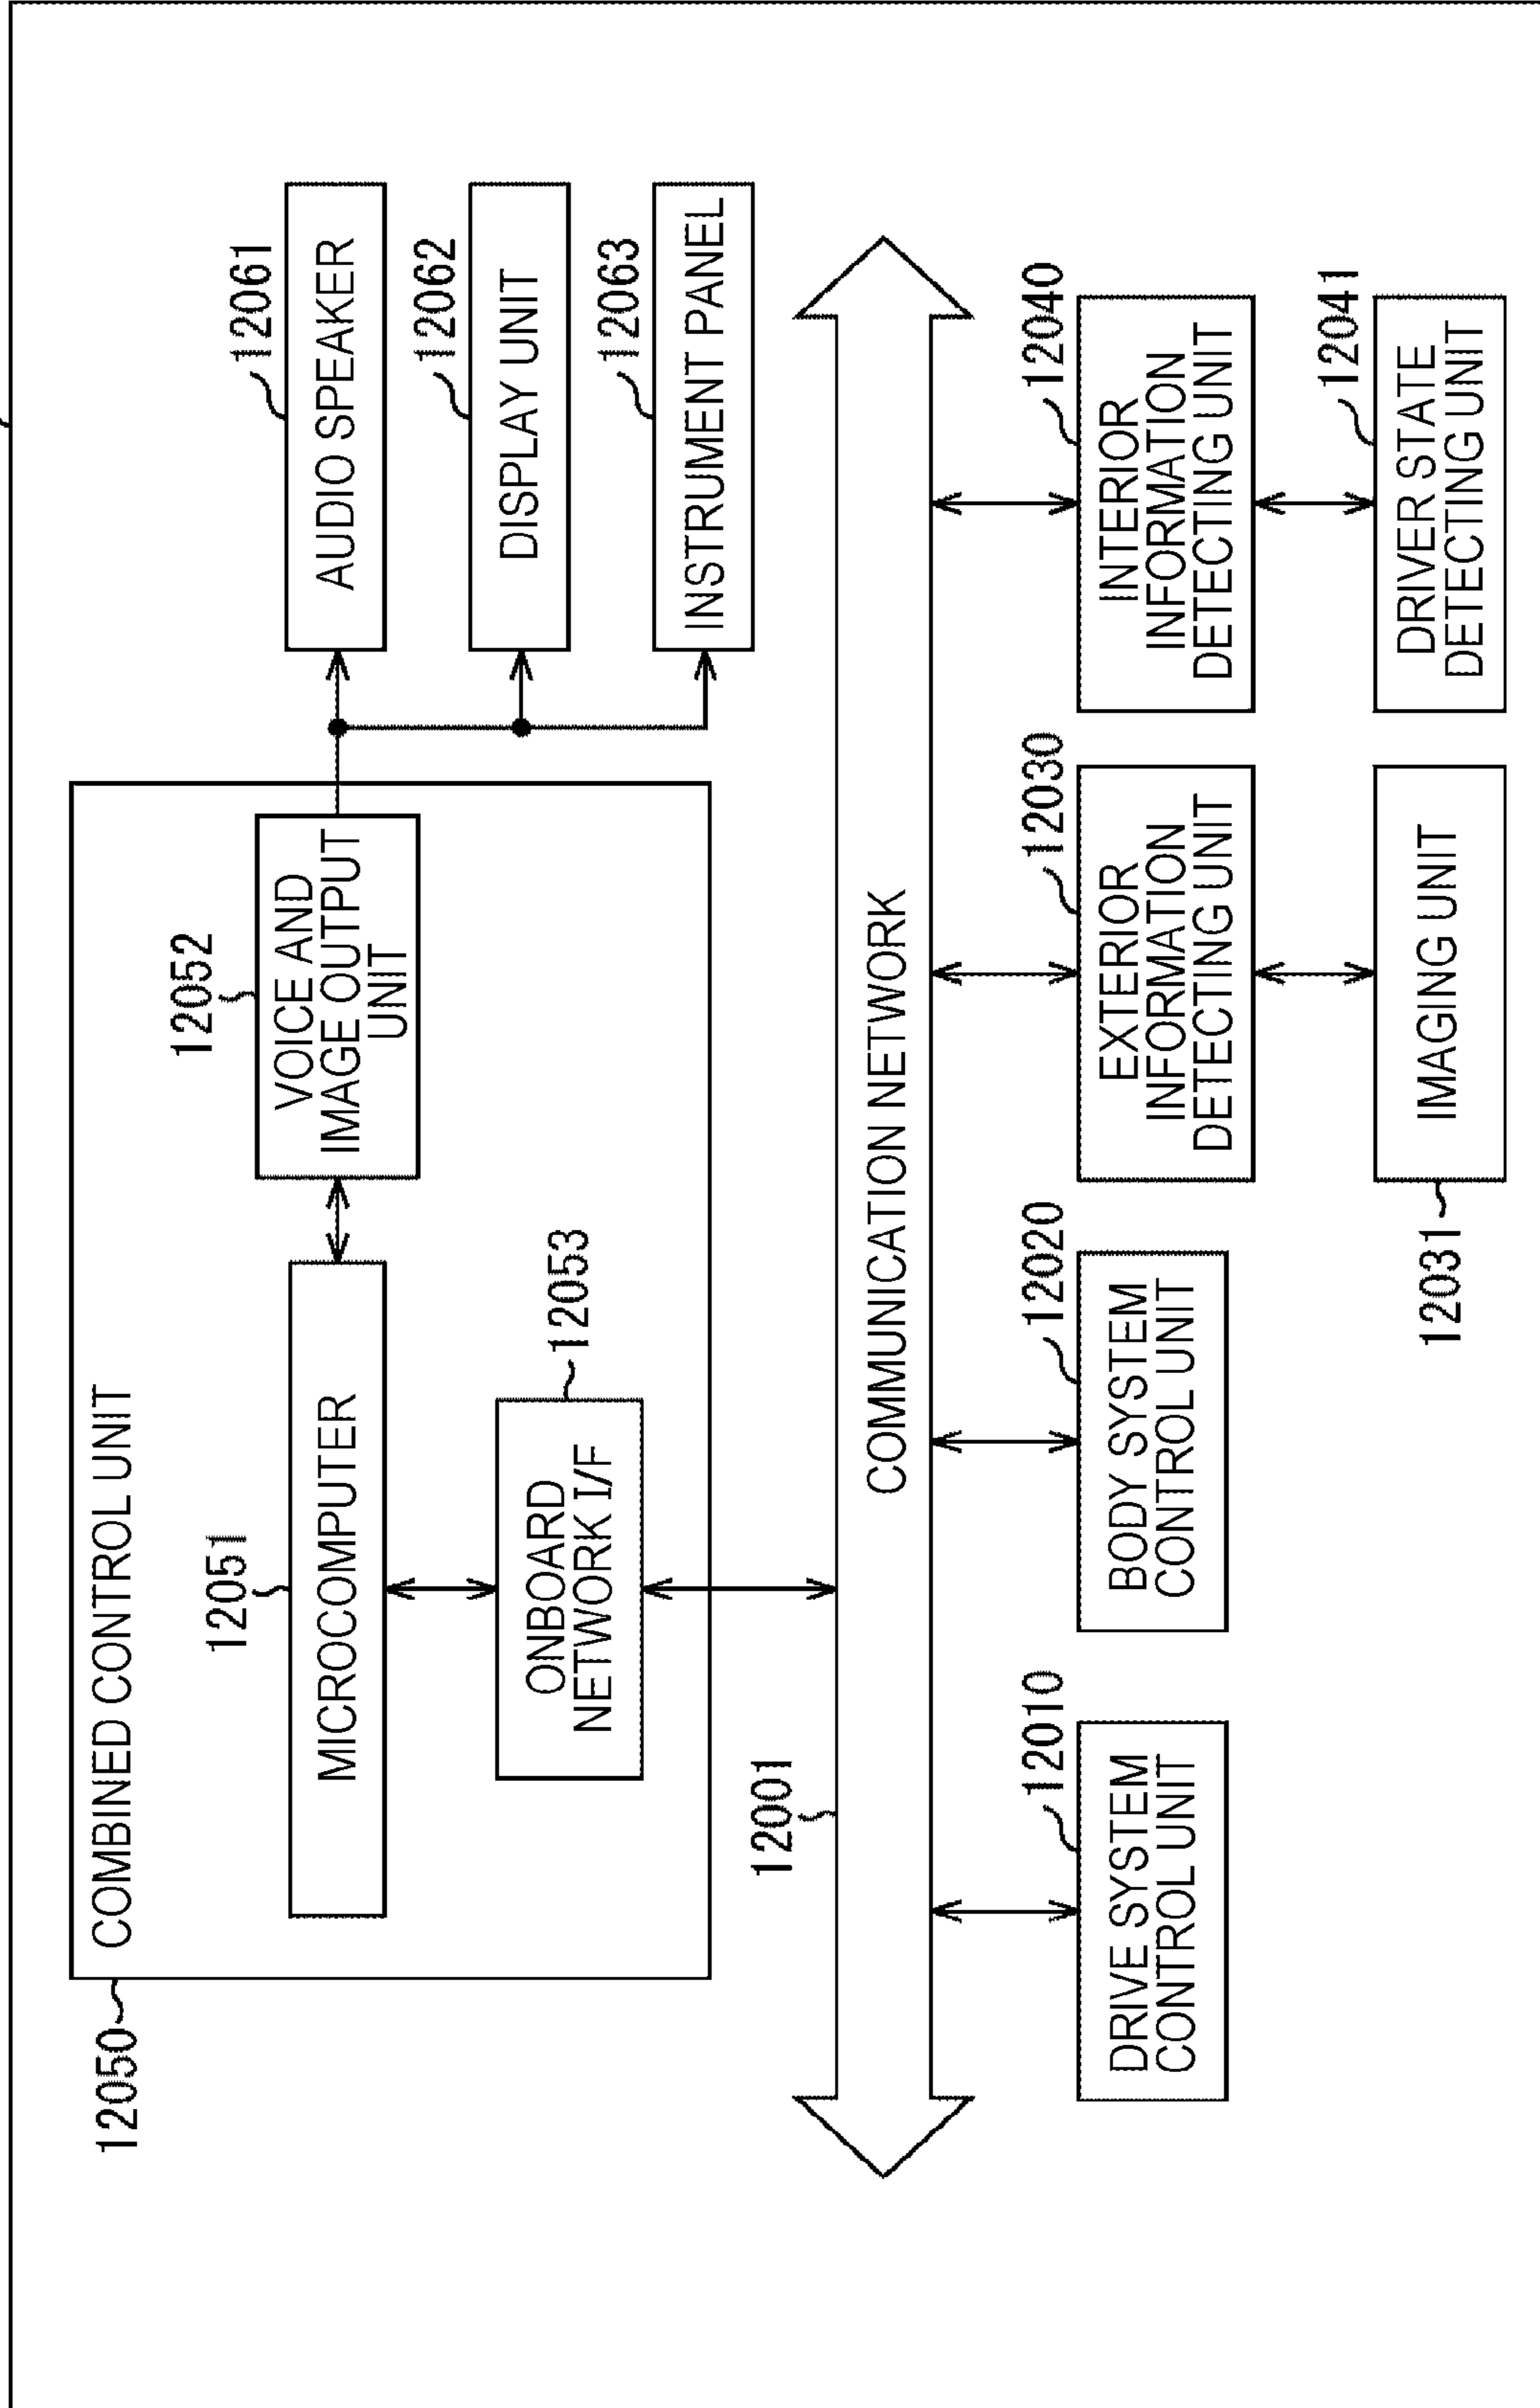 12050
COMBINED CONTROL UNIT
12051
MICROCOMPUTER
12052
VOICE AND
IMAGE OUTPUT
UNIT
12053
ONBOARD
NETWORK I/F
12061
AUDIO SPEAKER
12062
DISPLAY UNIT
12063
INSTRUMENT PANEL
12001
COMMUNICATION NETWORK
12010
DRIVE SYSTEM
CONTROL UNIT
12020
BODY SYSTEM
CONTROL UNIT
12030
EXTERIOR
INFORMATION
DETECTING UNIT
12040
INTERIOR
INFORMATION
DETECTING UNIT
12031
IMAGING UNIT
12041
DRIVER STATE
DETECTING UNIT